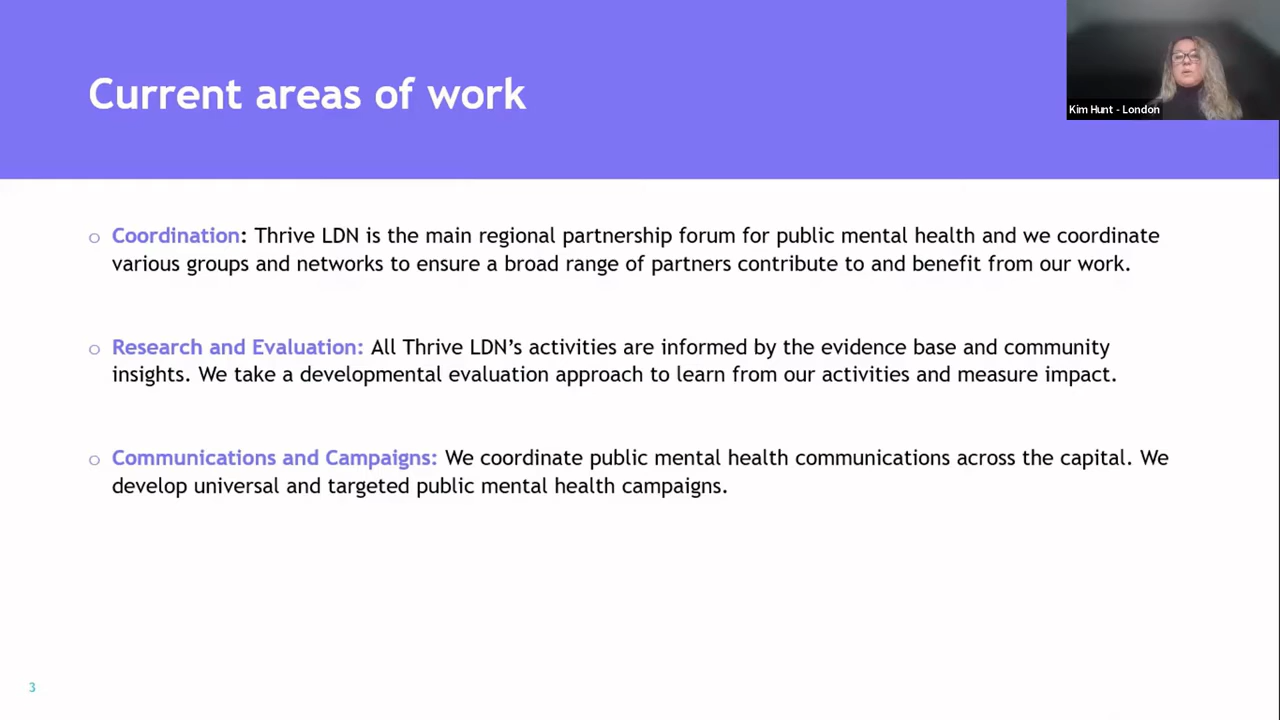 Current areas of work
Kim Hunt - London
o Coordination: Thrive LDN is the main regional partnership forum for public mental health and we coordinate
various groups and networks to ensure a broad range of partners contribute to and benefit from our work.
o Research and Evaluation: All Thrive LDN’s activities are informed by the evidence base and community
insights. We take a developmental evaluation approach to learn from our activities and measure impact.
o Communications and Campaigns: We coordinate public mental health communications across the capital. We
develop universal and targeted public mental health campaigns.
3